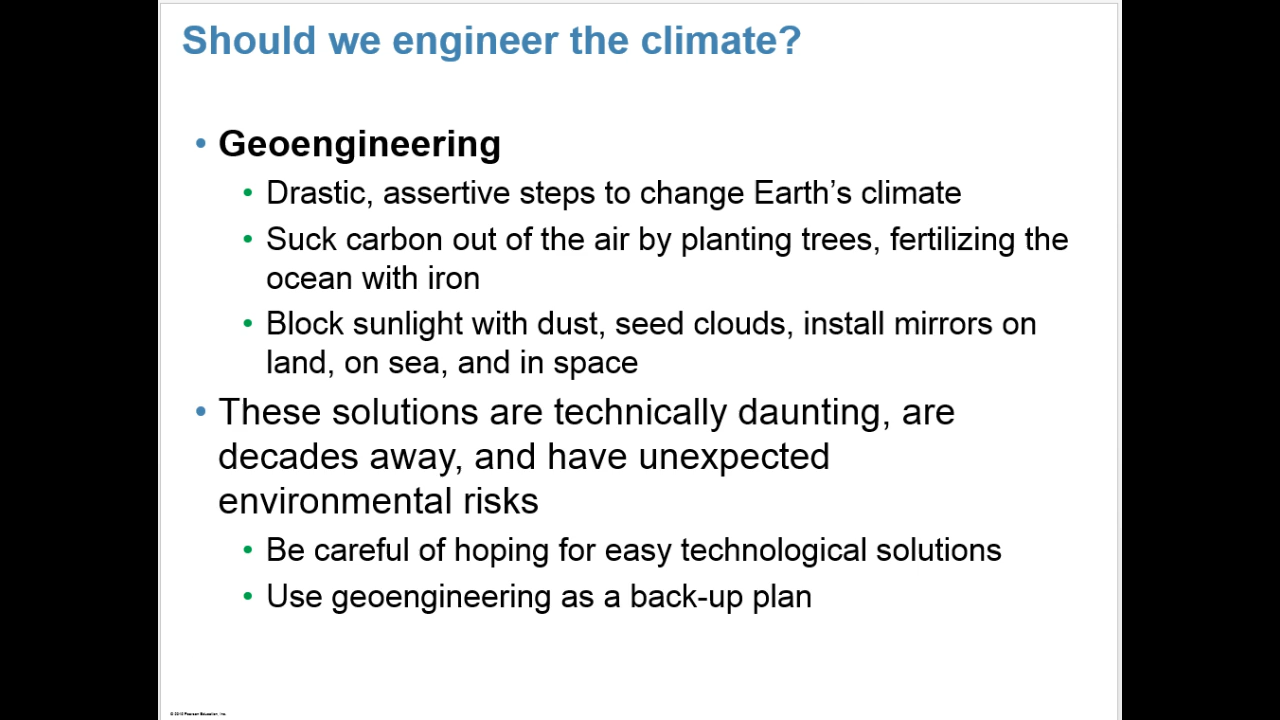 Should we engineer the climate?
• Geoengineering
• Drastic, assertive steps to change Earth’s climate
• Suck carbon out of the air by planting trees, fertilizing the
ocean with iron
• Block sunlight with dust, seed clouds, install mirrors on
land, on sea, and in space
• These solutions are technically daunting, are
decades away, and have unexpected
environmental risks
• Be careful of hoping for easy technological solutions
• Use geoengineering as a back-up plan
Pearson Education, Inc.